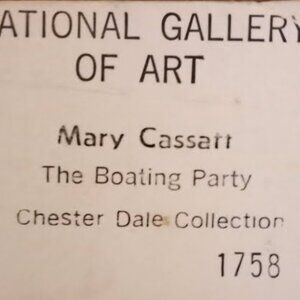 ATIONAL GALLERY
OF ART
Mary Cassatt
The Boating Party
Chester Dale Collection
1758